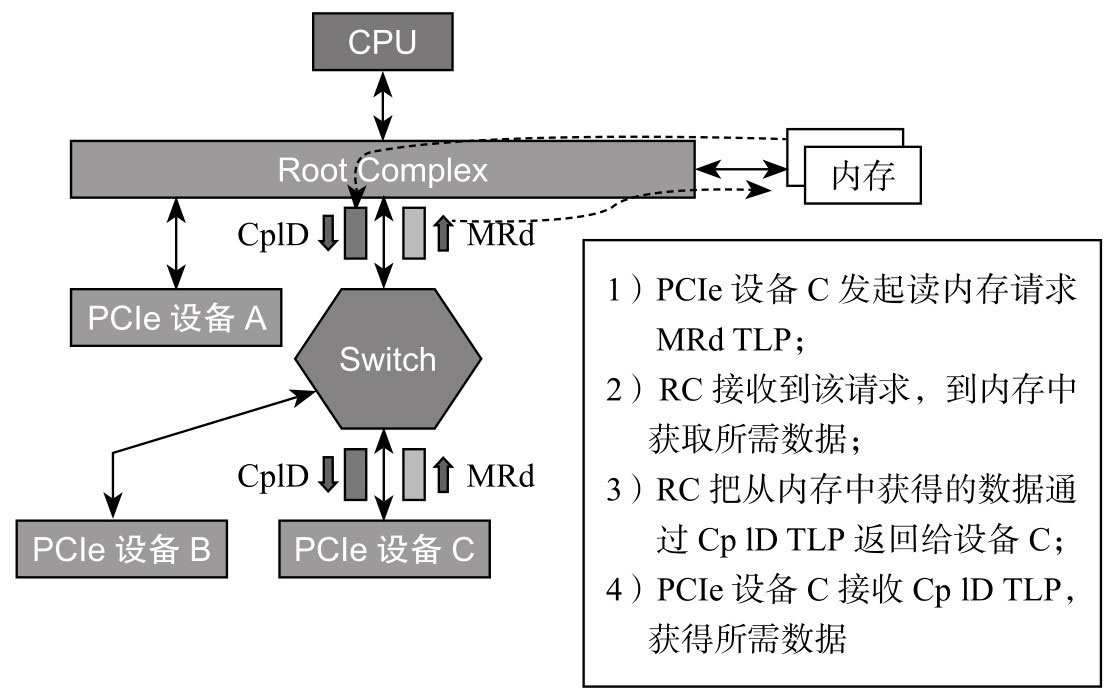 CPU
Root Complex
内存
CplD
MRd
PCIe 设备 A
Switch
CplD
MRd
PCIe 设备 B
PCIe 设备 C
1）PCIe 设备 C 发起读内存请求
MRd TLP；
2）RC 接收到该请求，到内存中
获取所需数据；
3）RC 把从内存中获得的数据通
过 Cp lD TLP 返回给设备 C；
4）PCIe 设备 C 接收 Cp lD TLP，
获得所需数据